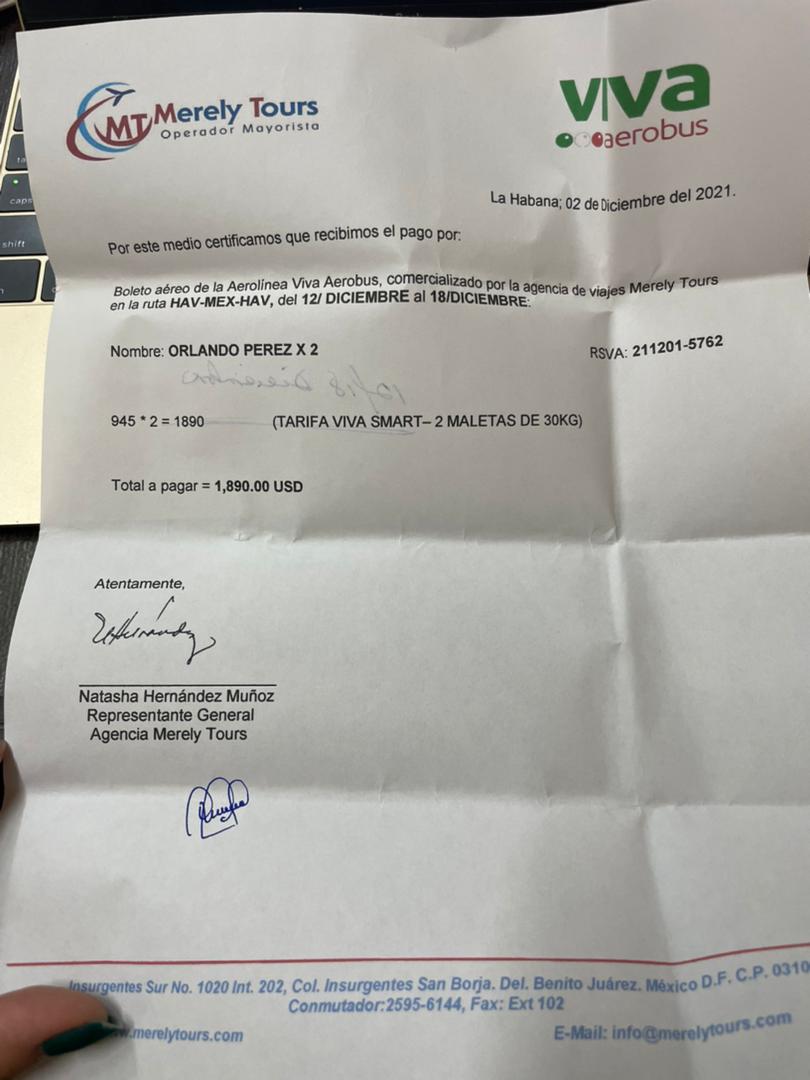 MT Merely Tours
Operador Mayorista
viva
aerobus
La Habana; 02 de Diciembre del 2021.
Por este medio certificamos que recibimos el pago por:
Boleto aéreo de la Aerolínea Viva Aerobus, comercializado por la agencia de viajes Merely Tours
en la ruta HAV-MEX-HAV, del 12/ DICIEMBRE al 18/DICIEMBRE:
Nombre: ORLANDO PEREZ X 2
RSVA: 211201-5762
945 * 2 = 1890 (TARIFA VIVA SMART– 2 MALETAS DE 30KG)
Total a pagar = 1,890.00 USD
Atentamente,
Natasha Hernández Muñoz
Representante General
Agencia Merely Tours
Insurgentes Sur No. 1020 Int. 202, Col. Insurgentes San Borja. Del. Benito Juárez. México D.F. C.P. 0310
Conmutador:2595-6144, Fax: Ext 102
.merelytours.com
E-Mail: info@merelytours.com
tab
caps
shift